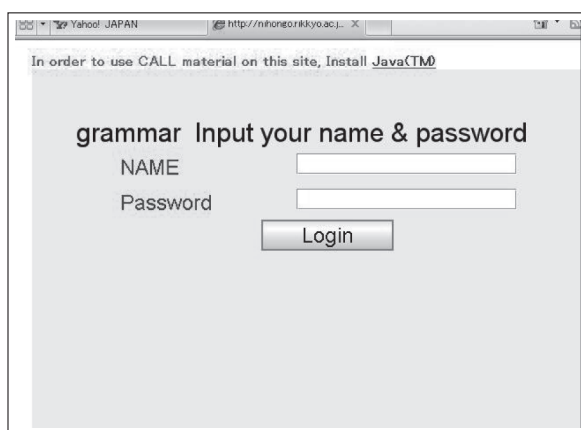 Yahoo! JAPAN http://nihongo.rikkyo.ac.j... X
In order to use CALL material on this site, Install Java(TM)
grammar Input your name & password
NAME
Password
Login